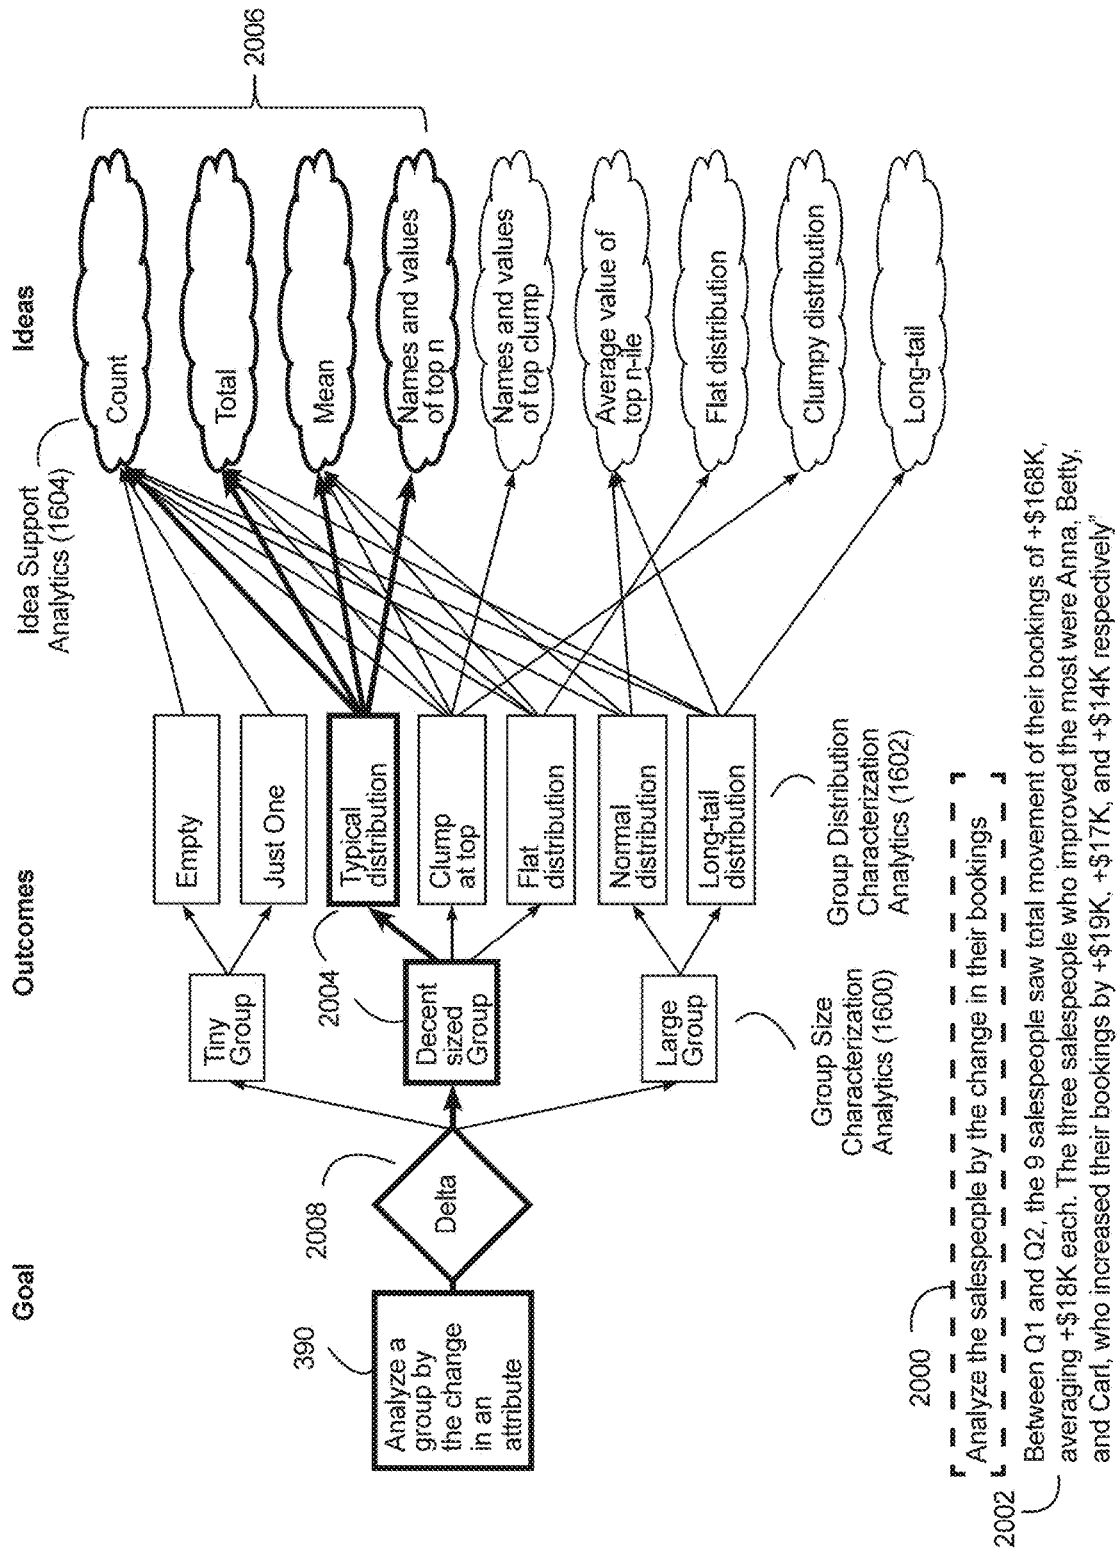 Goal
Outcomes
Ideas
390
Analyze a
group by
the change
in an
attribute
2008
Delta
Tiny
Group
2004
Decent
sized
Group
Large
Group
Group Size
Characterization
Analytics (1600)
Empty
Just One
Typical
distribution
Clump
at top
Flat
distribution
Normal
distribution
Long-tail
distribution
Group Distribution
Characterization
Analytics (1602)
Idea Support
Analytics (1604)
Count
Total
Mean
Names and values
of top n
Names and values
of top clump
Average value of
top n-ile
Flat distribution
Clumpy distribution
Long-tail
2006
2000
Analyze the salespeople by the change in their bookings
2002
Between Q1 and Q2, the 9 salespeople saw total movement of their bookings of +$168K,
averaging +$18K each. The three salespeople who improved the most were Anna, Betty,
and Carl, who increased their bookings by +$19K, +$17K, and +$14K respectively"